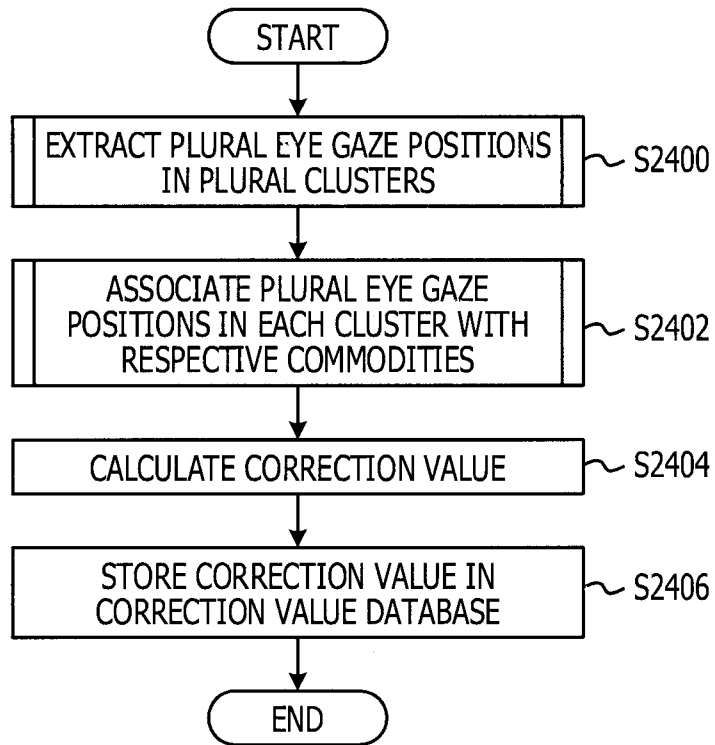 START
EXTRACT PLURAL EYE GAZE POSITIONS
IN PLURAL CLUSTERS
S2400
ASSOCIATE PLURAL EYE GAZE
POSITIONS IN EACH CLUSTER WITH
RESPECTIVE COMMODITIES
S2402
CALCULATE CORRECTION VALUE
S2404
STORE CORRECTION VALUE IN
CORRECTION VALUE DATABASE
S2406
END